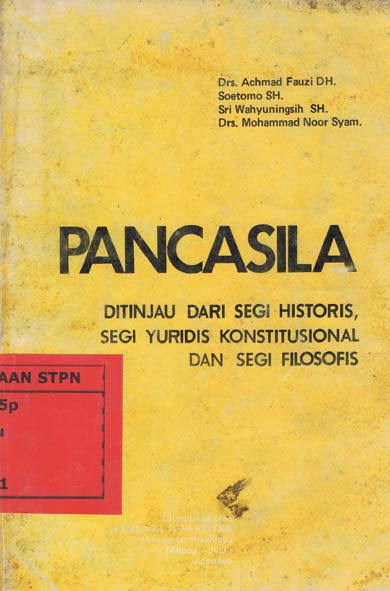 Drs. Achmad Fauzi DH.
Soetomo SH.
Sri Wahyuningsih SH.
Drs. Mohammad Noor Syam.
PANCASILA
DITINJAU DARI SEGI HISTORIS,
SEGI YURIDIS KONSTITUSIONAL
DAN SEGI FILOSOFIS
AAN STPN
5p
1